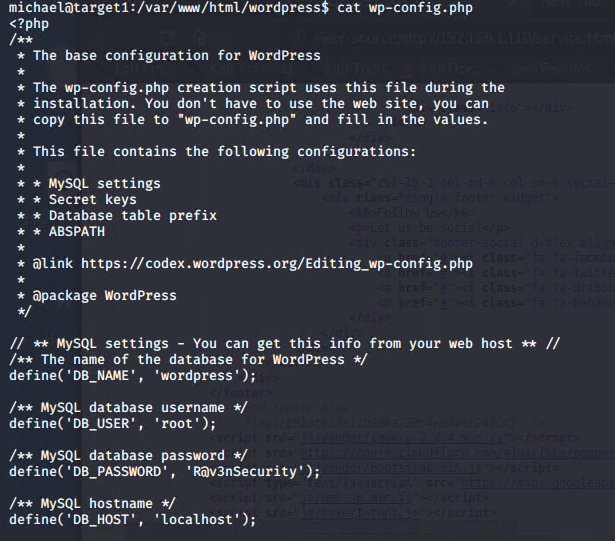 michael@target1:/var/www/html/wordpress$ cat wp-config.php
<?php
/**
 * The base configuration for WordPress
 *
 * The wp-config.php creation script uses this file during the
 * installation. You don't have to use the web site, you can
 * copy this file to "wp-config.php" and fill in the values.
 *
 * This file contains the following configurations:
 *
 * * MySQL settings
 * * Secret keys
 * * Database table prefix
 * * ABSPATH
 *
 * @link https://codex.wordpress.org/Editing_wp-config.php
 *
 * @package WordPress
 */

// ** MySQL settings - You can get this info from your web host ** //
/** The name of the database for WordPress */
define('DB_NAME', 'wordpress');

/** MySQL database username */
define('DB_USER', 'root');

/** MySQL database password */
define('DB_PASSWORD', 'R@v3nSecurity');

/** MySQL hostname */
define('DB_HOST', 'localhost');